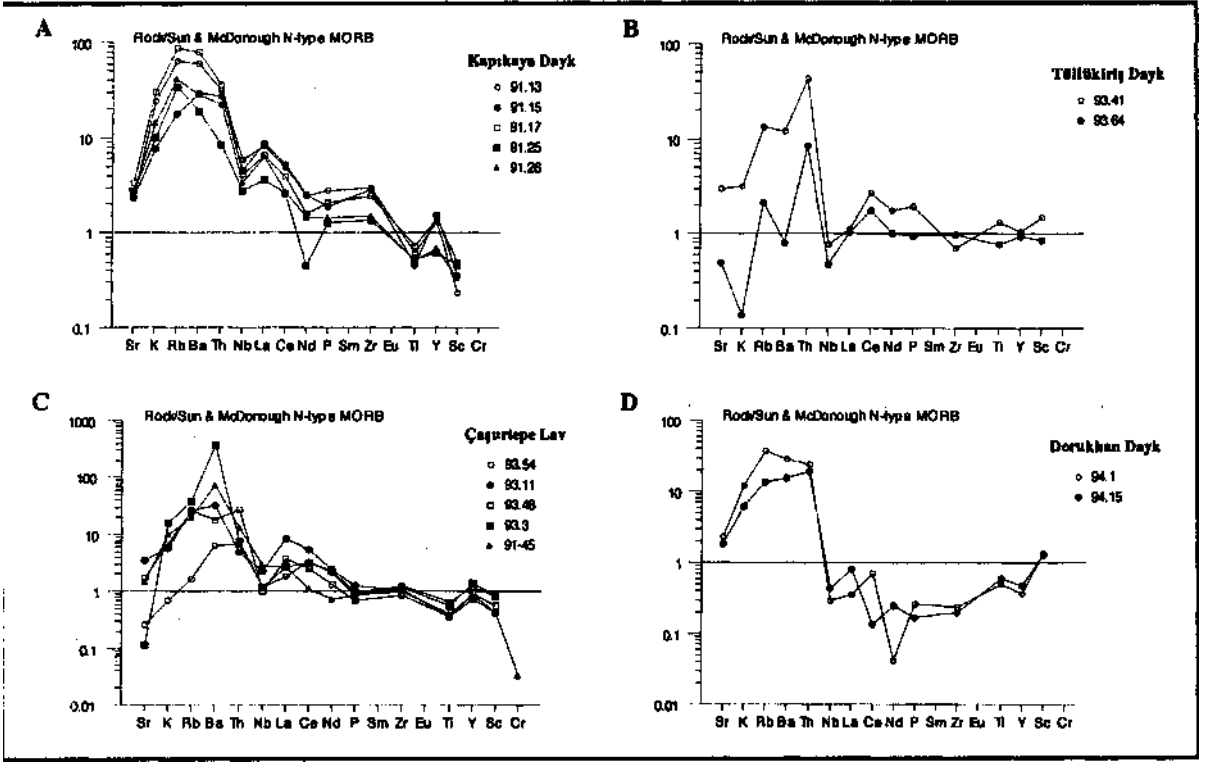 A
Rock/Sun & McDonough N-type MORB
Kapıkaya Dayk
91.13
91.15
91.17
91.25
91.26
100
10
1
0.1
Sr K Rb Ba Th Nb La Ce Nd P Sm Zr Eu Ti Y Sc Cr
B
Rock/Sun & McDonough N-type MORB
Tüllükiriş Dayk
93.41
93.64
100
10
1
0.1
Sr K Rb Ba Th Nb La Ce Nd P Sm Zr Eu Ti Y Sc Cr
C
Rock/Sun & McDonough N-type MORB
Çaşurtepe Lav
93.54
93.11
93.48
93.3
91-45
1000
100
10
1
0.1
0.01
Sr K Rb Ba Th Nb La Ce Nd P Sm Zr Eu Ti Y Sc Cr
D
Rock/Sun & McDonough N-type MORB
Dorukhan Dayk
94.1
94.15
100
10
1
0.1
0.01
Sr K Rb Ba Th Nb La Ce Nd P Sm Zr Eu Ti Y Sc Cr